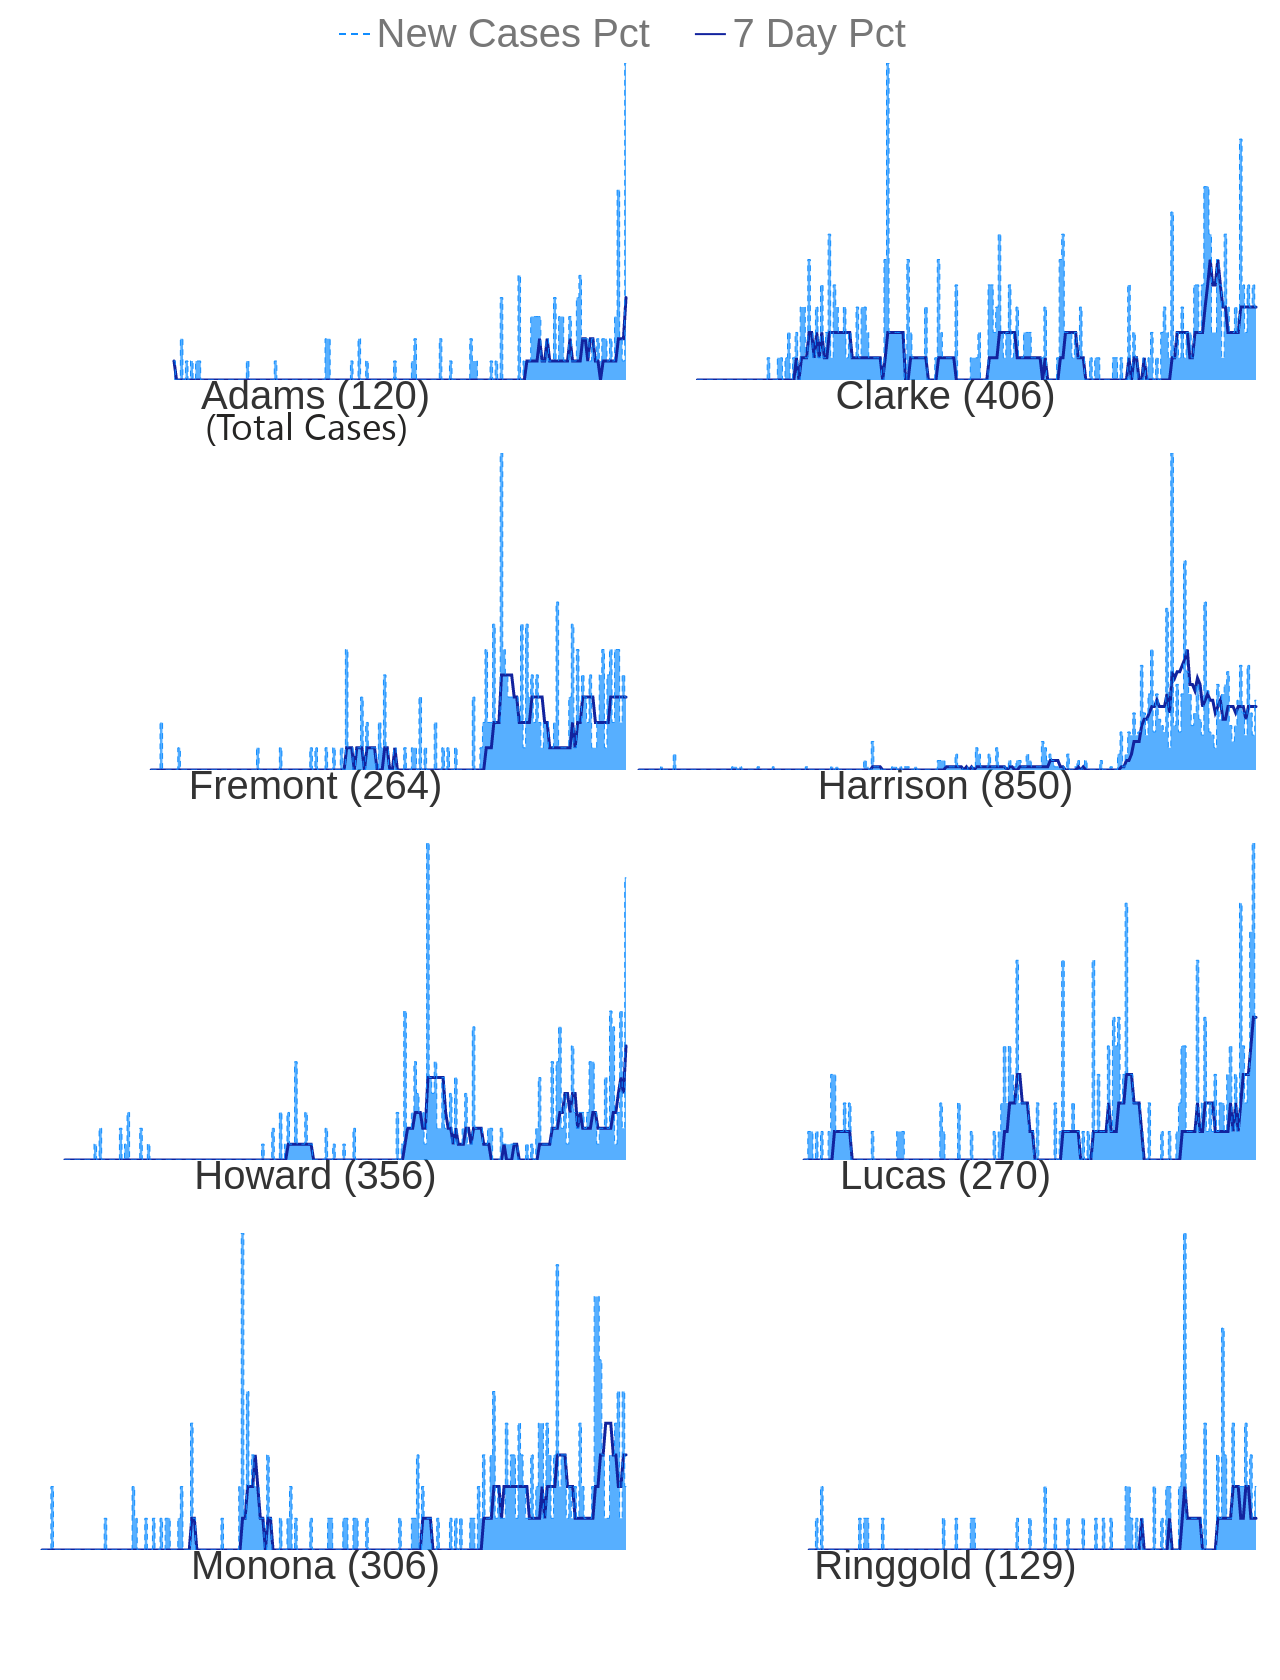 New Cases Pct 7 Day Pct
Adams (120) Clarke (406)
(Total Cases)
Fremont (264) Harrison (850)
Howard (356) Lucas (270)
Monona (306) Ringgold (129)